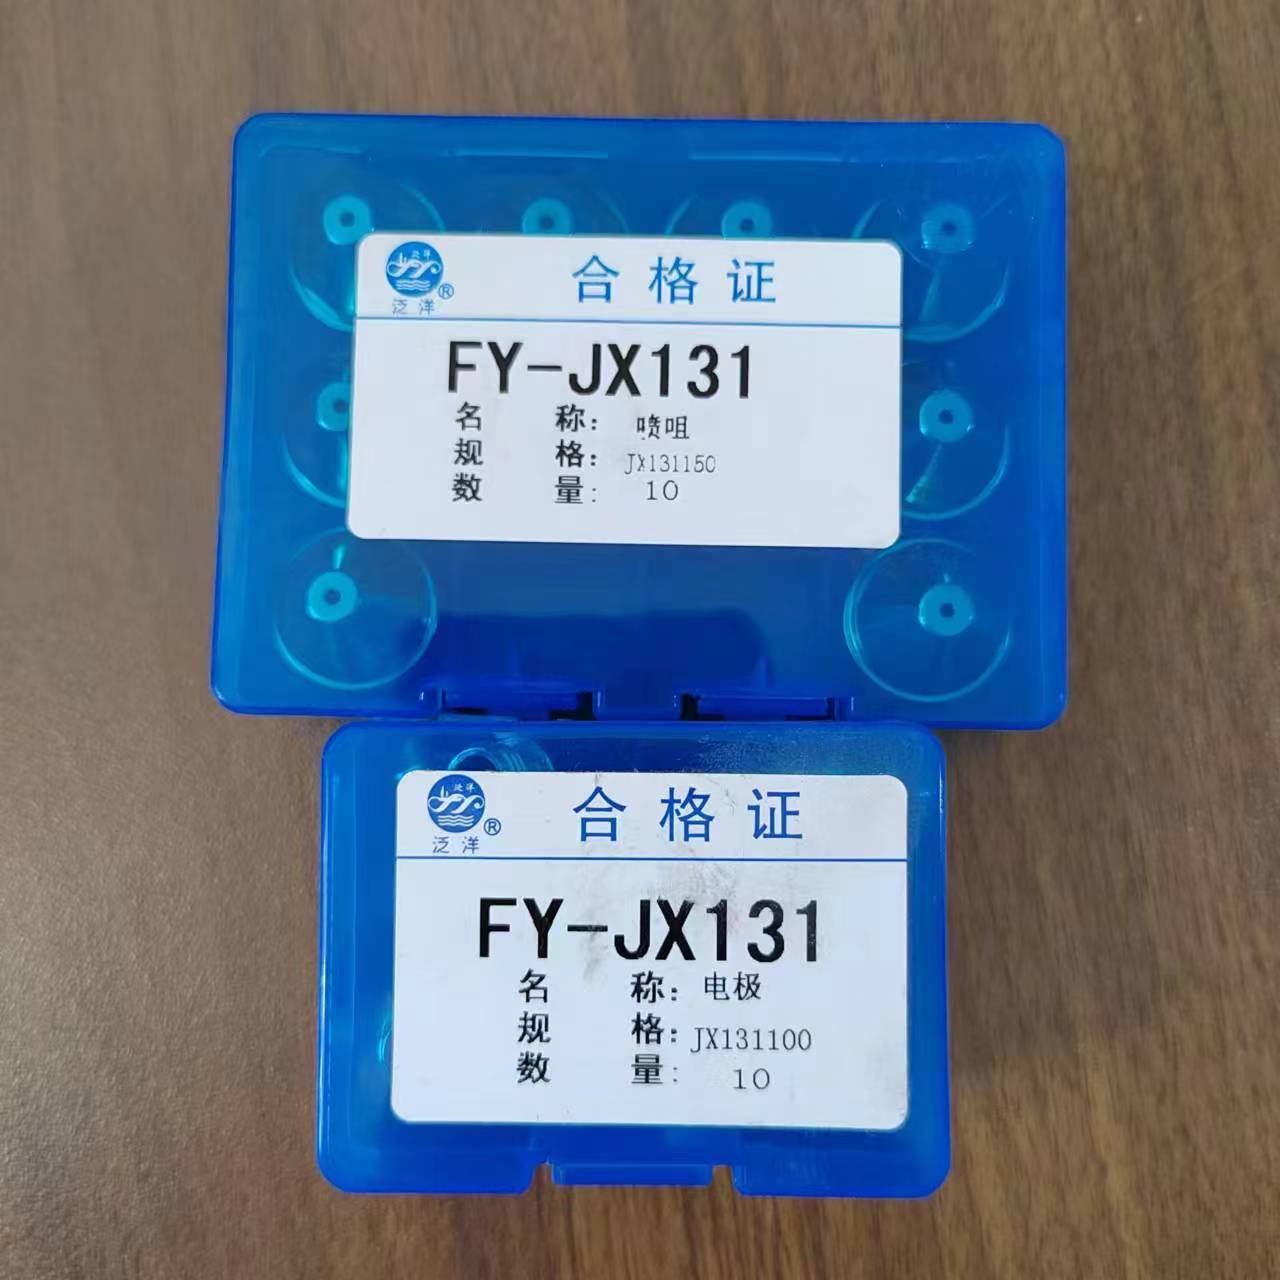 泛洋
泛洋®
合格证
FY-JX131
名称：喷咀
规格：JX131150
数量：10
泛洋
泛洋®
合格证
FY-JX131
名称：电极
规格：JX131100
数量：10